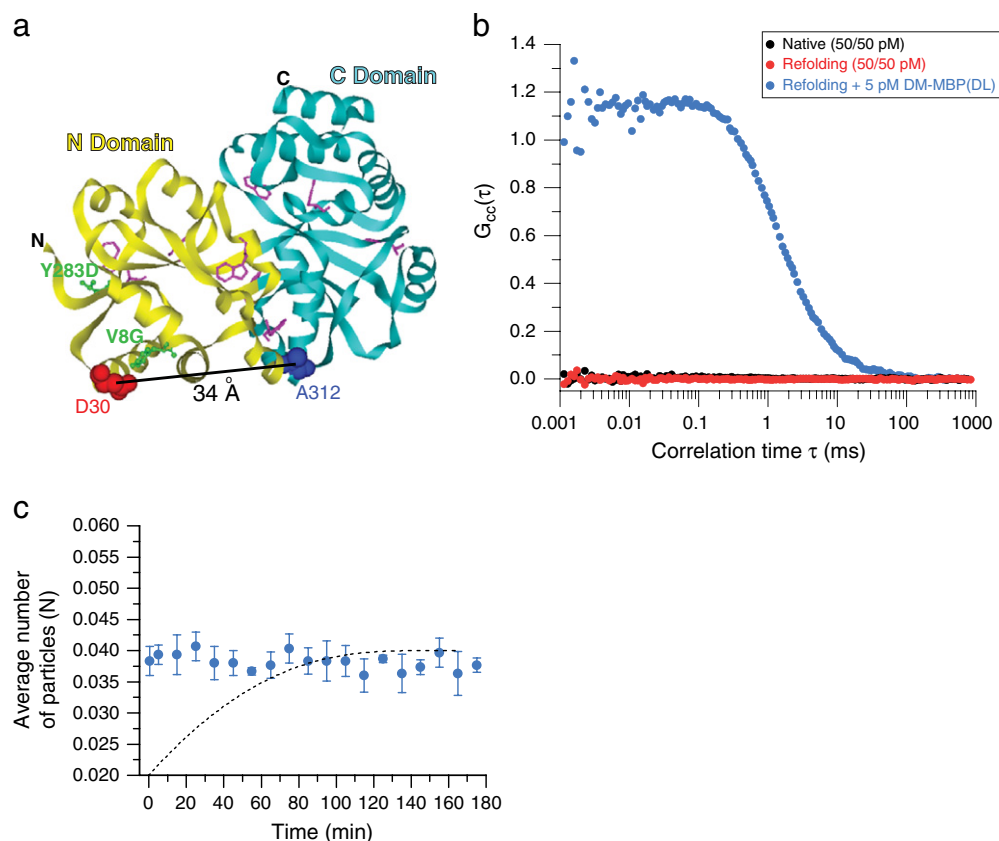 a
C
C Domain
N Domain
N
Y283D
V8G
34 Å
D30
A312
b
Native (50/50 pM)
Refolding (50/50 pM)
Refolding + 5 pM DM-MBP(DL)
1.4
1.2
1.0
0.8
0.6
0.4
0.2
0.0
Gcc(τ)
0.001 0.01 0.1 1 10 100 1000
Correlation time τ (ms)
c
0.060
0.055
0.050
0.045
0.040
0.035
0.030
0.025
0.020
Average number
of particles (N)
0 20 40 60 80 100 120 140 160 180
Time (min)